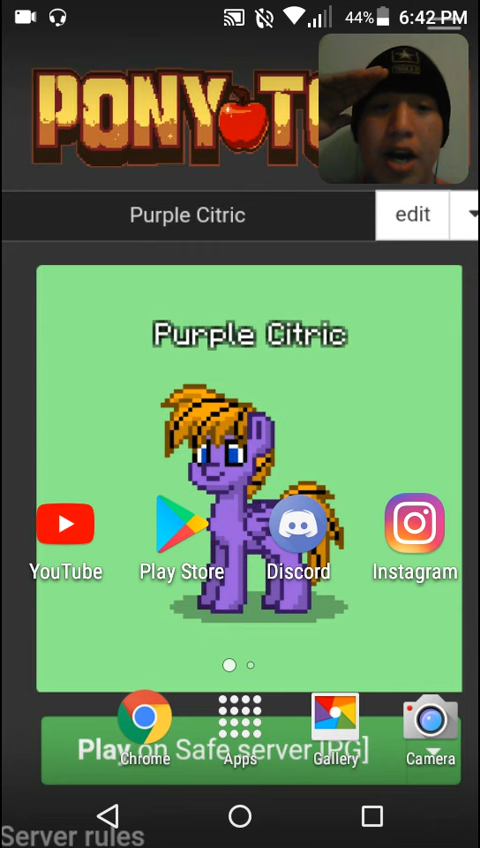 44% 6:42 PM
PONY TO
Purple Citric
edit
Purple Citric
YouTube
Play Store
Discord
Instagram
Chrome
Apps
Gallery
Camera
Play on Safe server [PG]
Server rules